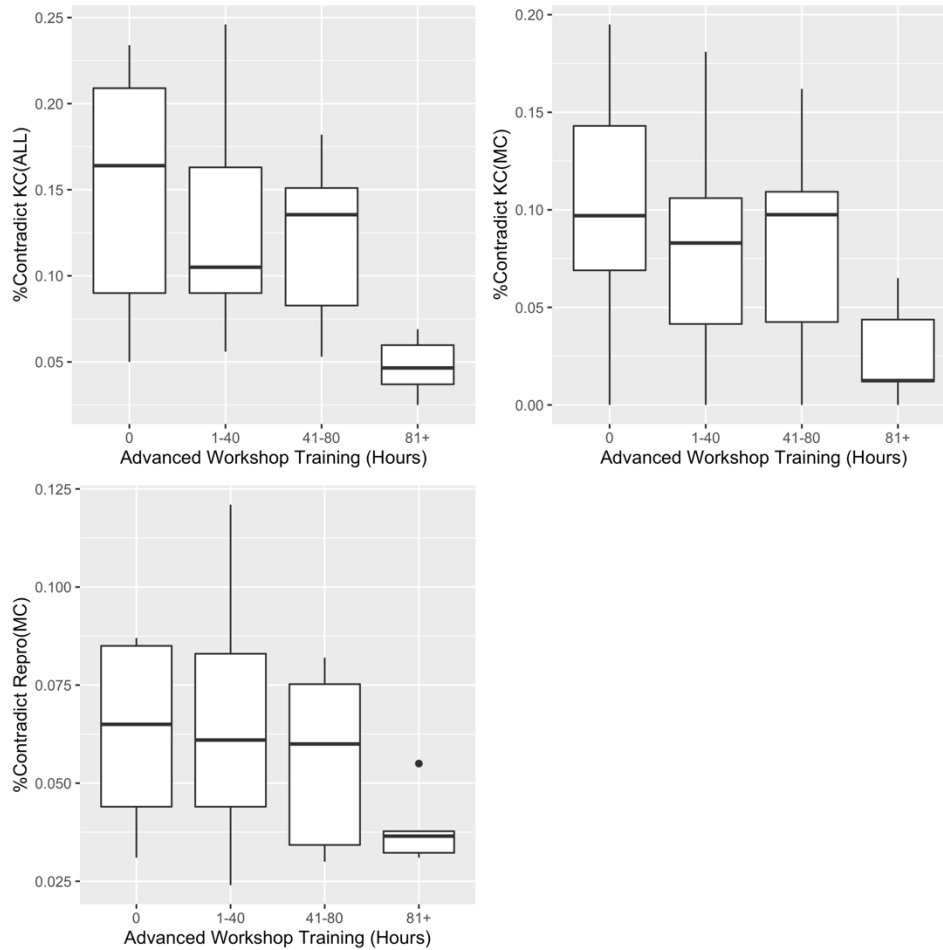 %Contradict KC(ALL)
0.25
0.20
0.15
0.10
0.05
0 1-40 41-80 81+
Advanced Workshop Training (Hours)
%Contradict KC(MC)
0.20
0.15
0.10
0.05
0.00
0 1-40 41-80 81+
Advanced Workshop Training (Hours)
%Contradict Repro(MC)
0.125
0.100
0.075
0.050
0.025
0 1-40 41-80 81+
Advanced Workshop Training (Hours)